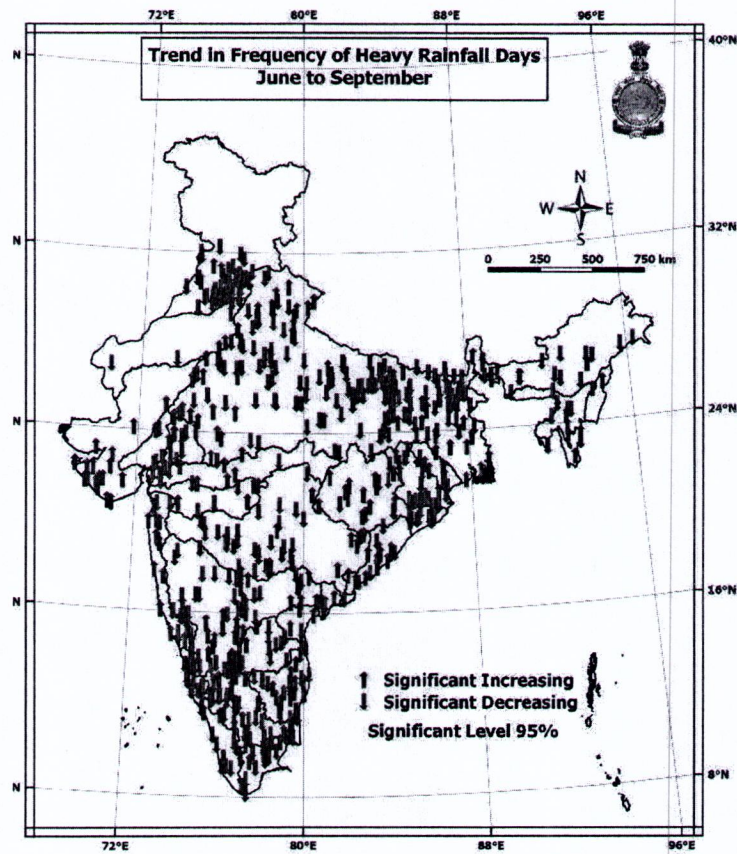 72°E 80°E 88°E 96°E
Trend in Frequency of Heavy Rainfall Days
June to September
N 40°N
N
W E
S
0 250 500 750 km
N 32°N
N 24°N
N 16°N
Significant Increasing
Significant Decreasing
Significant Level 95%
N 8°N
72°E 80°E 88°E 96°E